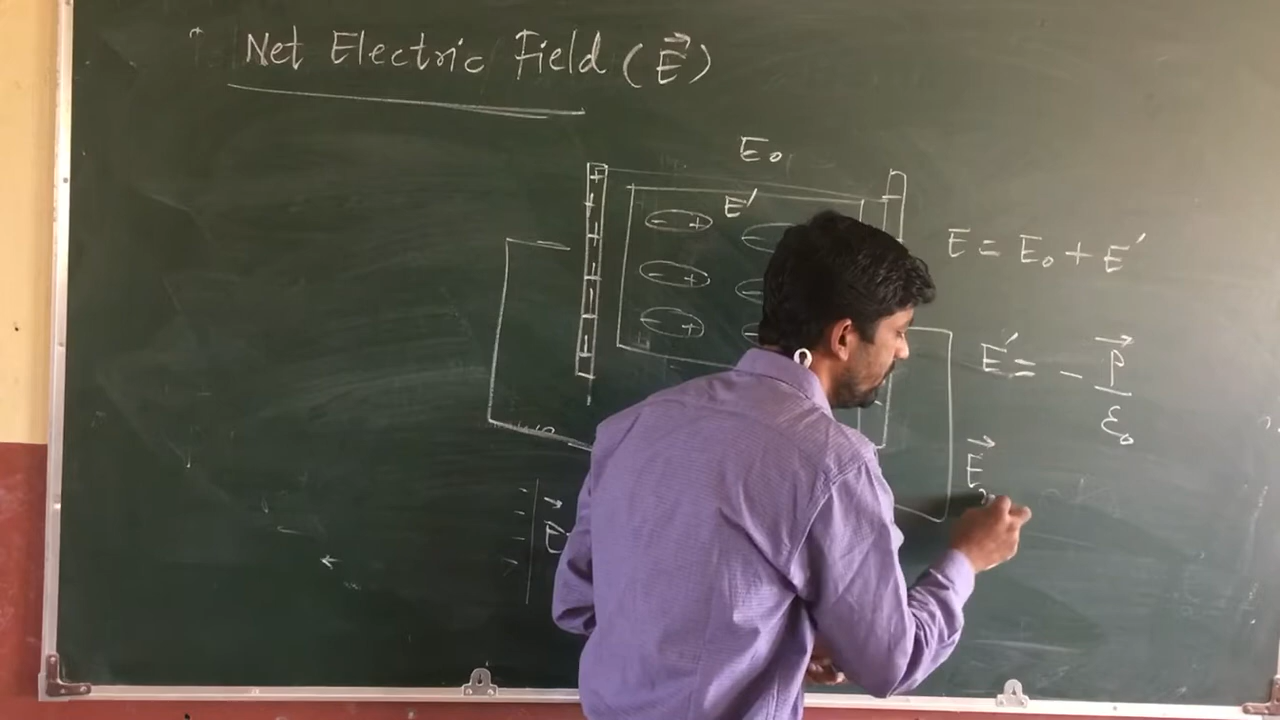 Net Electric Field (E⃗)
E₀
E′
E = E₀ + E′
E′ = - P⃗ / ε₀
E⃗
E⃗